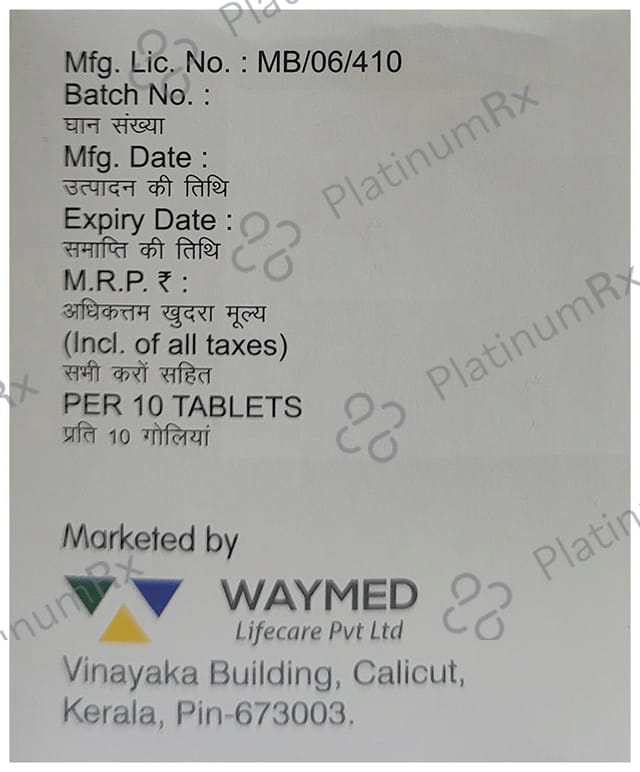 Mfg. Lic. No. : MB/06/410
Batch No. :
घान संख्या
Mfg. Date :
उत्पादन की तिथि
Expiry Date :
समाप्ति की तिथि
M.R.P. ₹ :
अधिकत्तम खुदरा मूल्य
(Incl. of all taxes)
सभी करों सहित
PER 10 TABLETS
प्रति 10 गोलियां
Marketed by
WAYMED
Lifecare Pvt Ltd
Vinayaka Building, Calicut,
Kerala, Pin-673003.
PlatinumRx
PlatinumRx